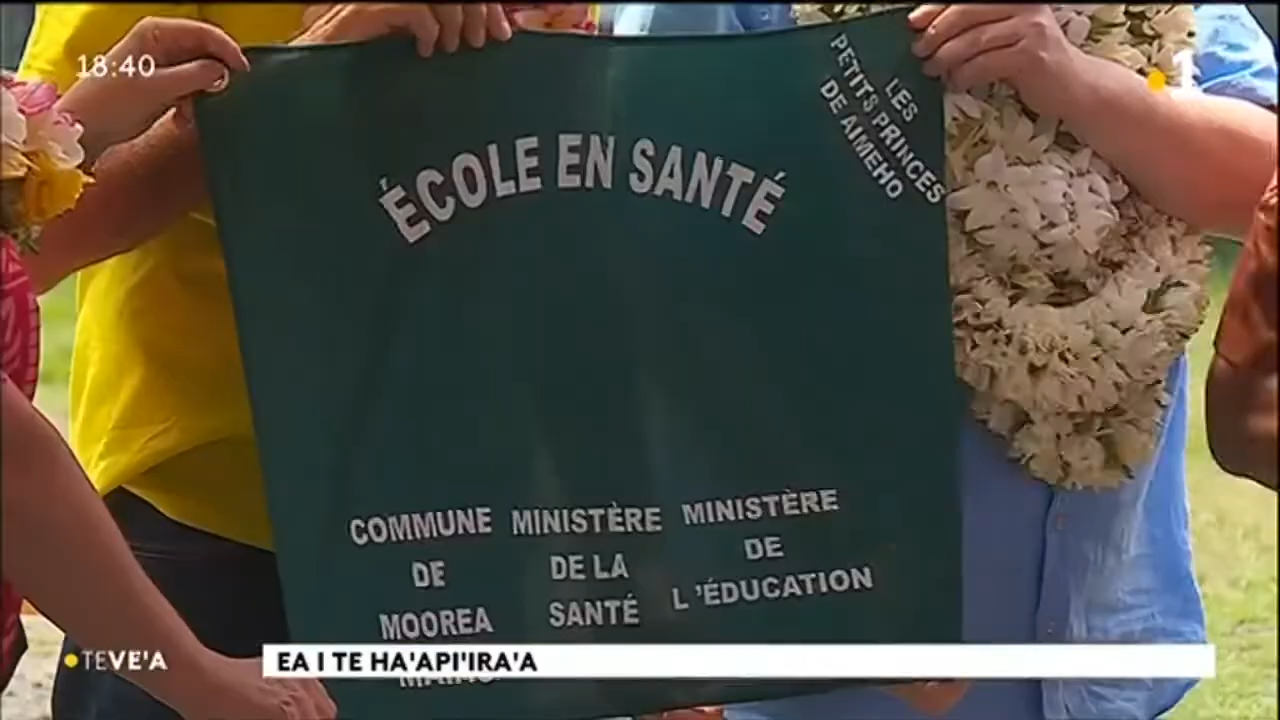 18:40
1
LES
PETITS PRINCES
DE AIMEHO
ÉCOLE EN SANTÉ
COMMUNE
DE
MOOREA
MINISTÈRE
DE LA
SANTÉ
MINISTÈRE
DE
L 'ÉDUCATION
TEVE'A
EA I TE HA'API'IRA'A